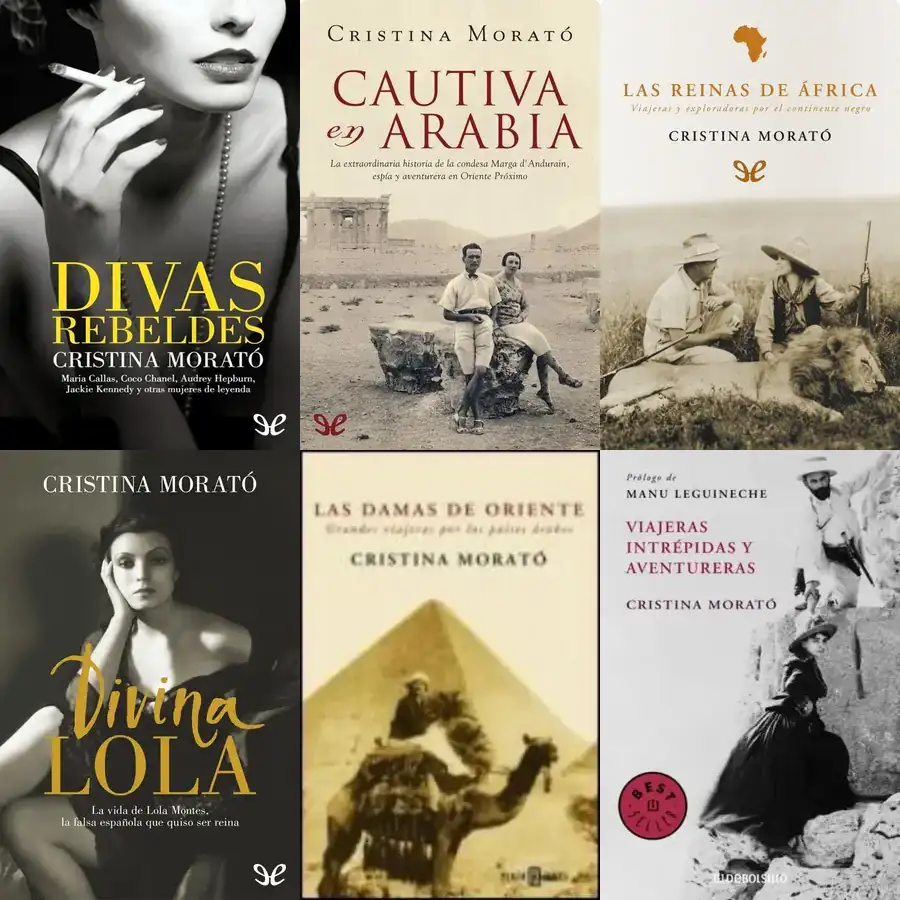 DIVAS
REBELDES
CRISTINA MORATÓ
Maria Callas, Coco Chanel, Audrey Hepburn,
Jackie Kennedy y otras mujeres de leyenda
CRISTINA MORATÓ
CAUTIVA
en ARABIA
La extraordinaria historia de la condesa Marga d'Andurain,
espía y aventurera en Oriente Próximo
LAS REINAS DE ÁFRICA
Viajeras y exploradoras por el continente negro
CRISTINA MORATÓ
CRISTINA MORATÓ
Divina
LOLA
La vida de Lola Montes,
la falsa española que quiso ser reina
LAS DAMAS DE ORIENTE
Grandes viajeras por los países árabes
CRISTINA MORATÓ
Prólogo de
MANU LEGUINECHE
VIAJERAS
INTRÉPIDAS Y
AVENTURERAS
CRISTINA MORATÓ
BEST
SELLER
DEBOLSILLO